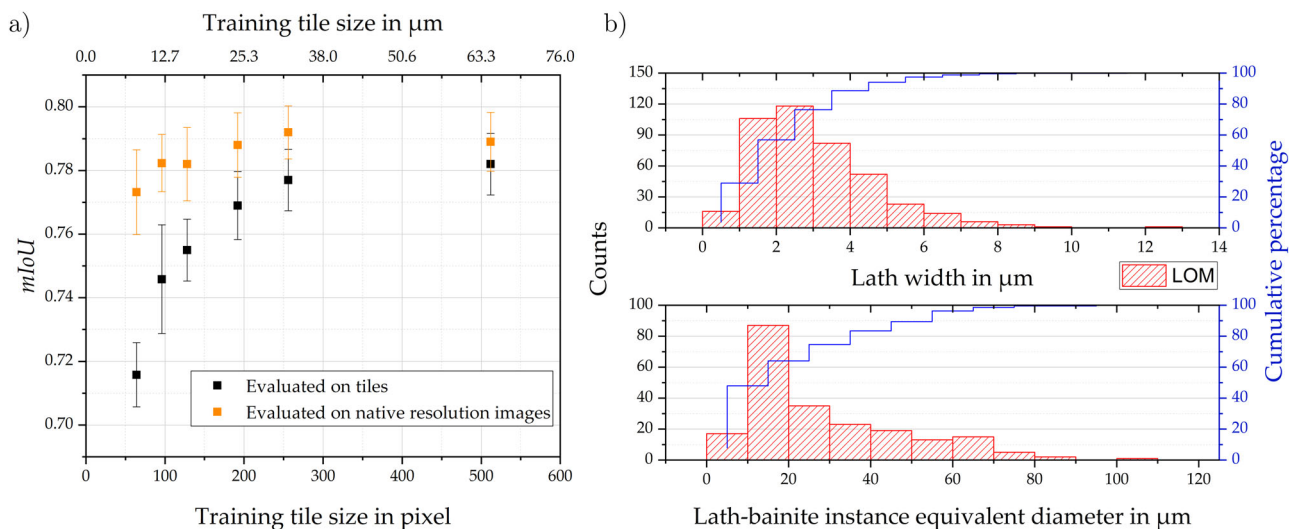 a)
Training tile size in µm
0.0 12.7 25.3 38.0 50.6 63.3 76.0
mIoU
0.80
0.78
0.76
0.74
0.72
0.70
Evaluated on tiles
Evaluated on native resolution images
0 100 200 300 400 500 600
Training tile size in pixel
b)
Counts
150
120
90
60
30
0
100
80
60
40
20
0
0 2 4 6 8 10 12 14
Lath width in µm
LOM
Cumulative percentage
100
80
60
40
20
0
100
80
60
40
20
0
0 20 40 60 80 100 120
Lath-bainite instance equivalent diameter in µm